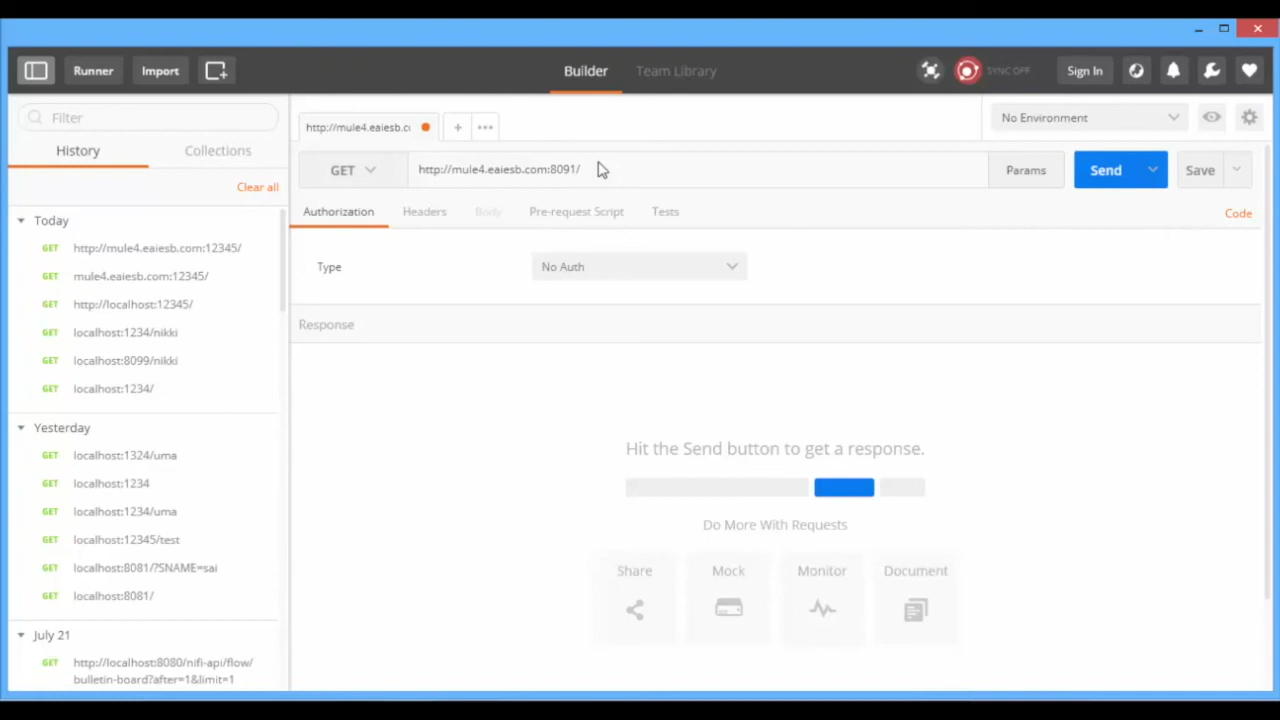 Runner
Import
Builder
Team Library
SYNC OFF
Sign In
Filter
History
Collections
Clear all
Today
GET http://mule4.eaiesb.com:12345/
GET mule4.eaiesb.com:12345/
GET http://localhost:12345/
GET localhost:1234/nikki
GET localhost:8099/nikki
GET localhost:1234/
Yesterday
GET localhost:1324/uma
GET localhost:1234
GET localhost:1234/uma
GET localhost:12345/test
GET localhost:8081/?SNAME=sai
GET localhost:8081/
July 21
GET http://localhost:8080/nifi-api/flow/
bulletin-board?after=1&limit=1
http://mule4.eaiesb.c
No Environment
GET
http://mule4.eaiesb.com:8091/
Params
Send
Save
Authorization
Headers
Body
Pre-request Script
Tests
Code
Type
No Auth
Response
Hit the Send button to get a response.
Do More With Requests
Share
Mock
Monitor
Document